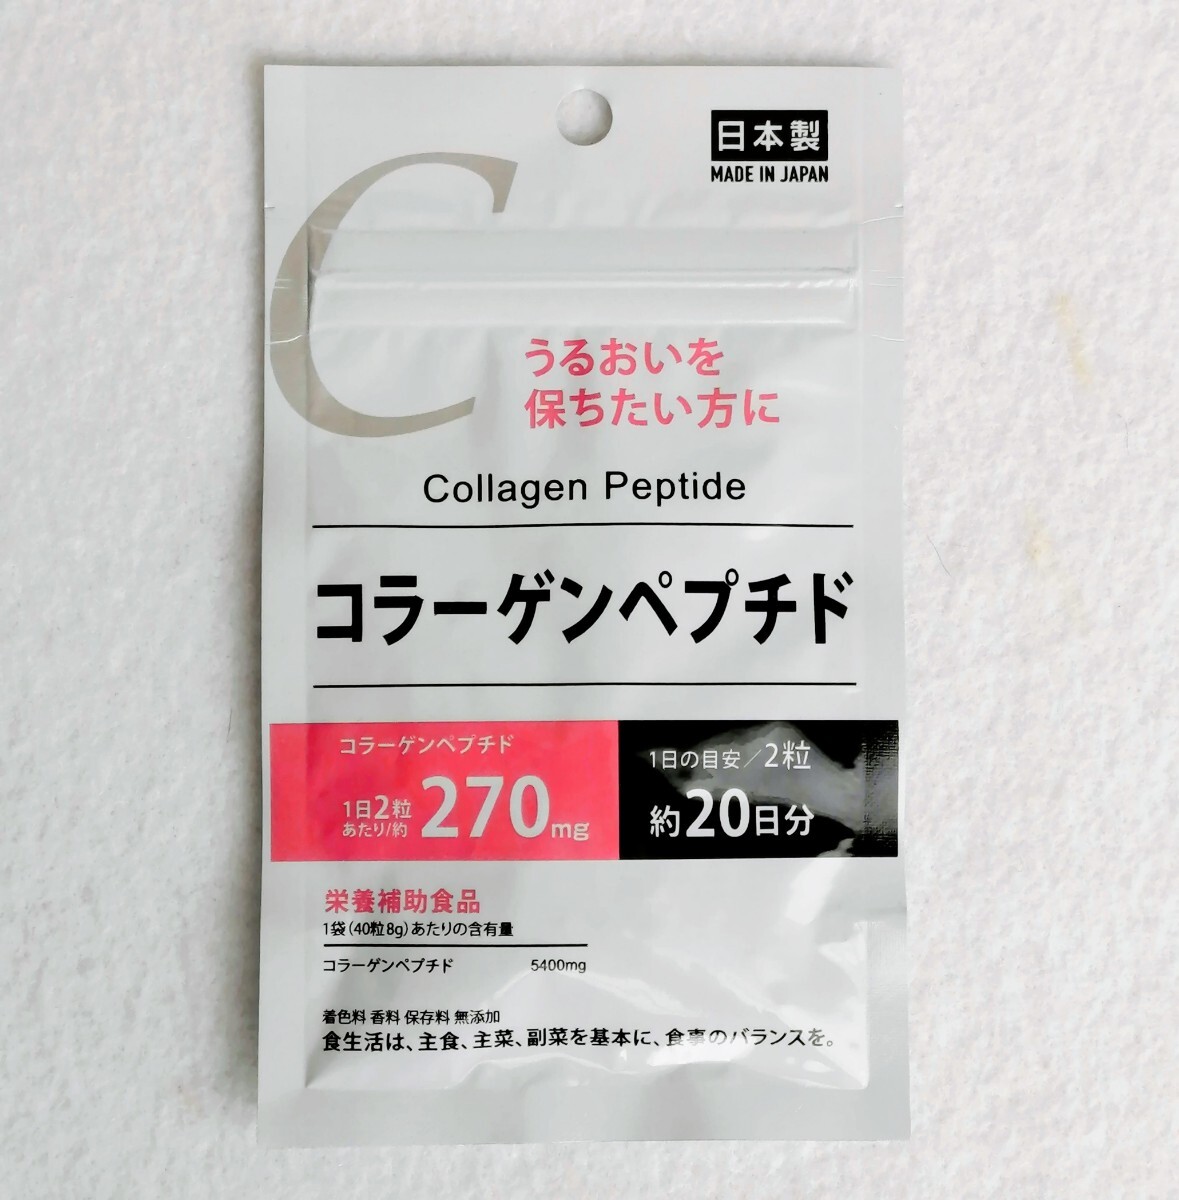 日本製
MADE IN JAPAN
C
うるおいを
保ちたい方に
Collagen Peptide
コラーゲンペプチド
コラーゲンペプチド
1日2粒
あたり/約 270mg
1日の目安/2粒
約20日分
栄養補助食品
1袋(40粒8g)あたりの含有量
コラーゲンペプチド 5400mg
着色料 香料 保存料 無添加
食生活は、主食、主菜、副菜を基本に、食事のバランスを。